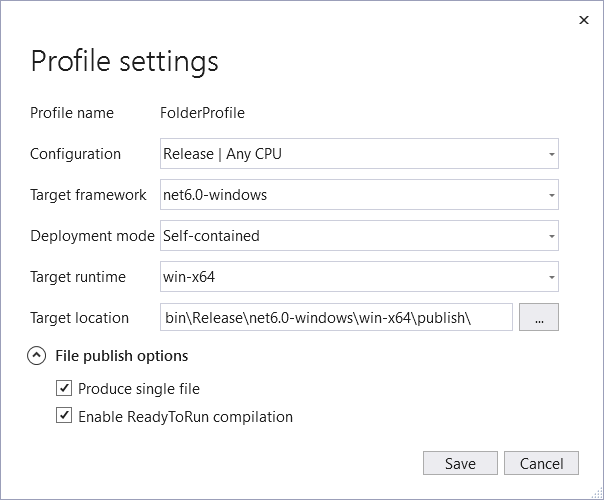 Profile settings
Profile name FolderProfile
Configuration Release | Any CPU
Target framework net6.0-windows
Deployment mode Self-contained
Target runtime win-x64
Target location bin\Release\net6.0-windows\win-x64\publish\ ...
File publish options
Produce single file
Enable ReadyToRun compilation
Save Cancel